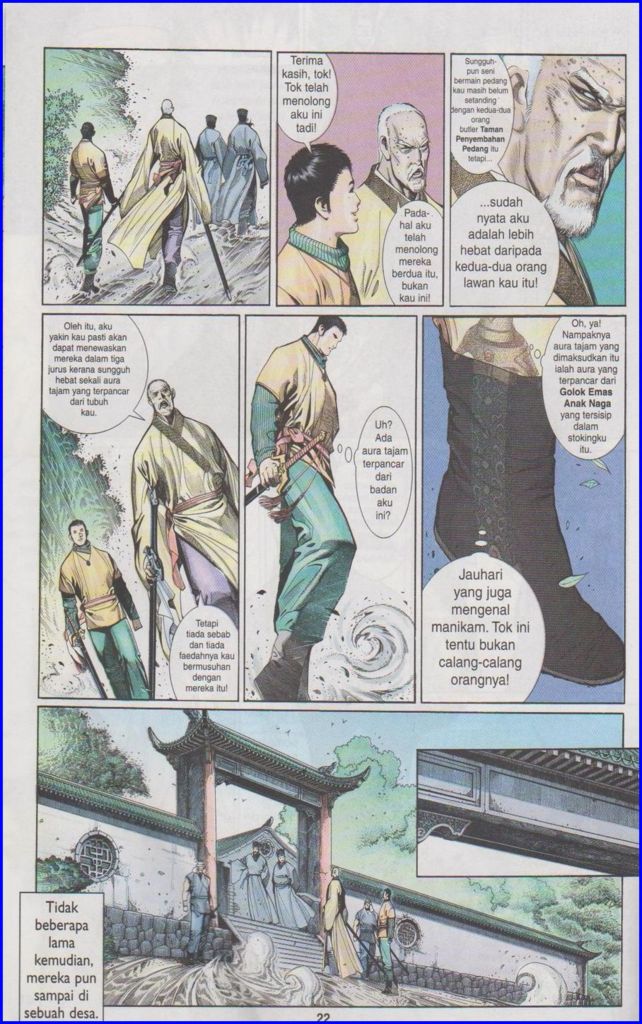 Terima
kasih, tok!
Tok telah
menolong
aku ini
tadi!
Pada-
hal aku
telah
menolong
mereka
berdua itu,
bukan
kau ini!
Sungguh-
pun seni
bermain pedang
kau masih belum
setanding
dengan kedua-dua
orang
butler Taman
Penyembahan
Pedang itu
tetapi...
...sudah
nyata aku
adalah lebih
hebat daripada
kedua-dua orang
lawan kau itu!
Oleh itu, aku
yakin kau pasti akan
dapat menewaskan
mereka dalam tiga
jurus kerana sungguh
hebat sekali aura
tajam yang terpancar
dari tubuh
kau.
Tetapi
tiada sebab
dan tiada
faedahnya kau
bermusuhan
dengan
mereka itu!
Uh?
Ada
aura tajam
terpancar
dari
badan
aku
ini?
Oh, ya!
Nampaknya
aura tajam yang
dimaksudkan itu
ialah aura yang
terpancar dari
Golok Emas
Anak Naga
yang tersisip
dalam
stokingku
itu.
Jauhari
yang juga
mengenal
manikam. Tok ini
tentu bukan
calang-calang
orangnya!
Tidak
beberapa
lama
kemudian,
mereka pun
sampai di
sebuah desa.
22